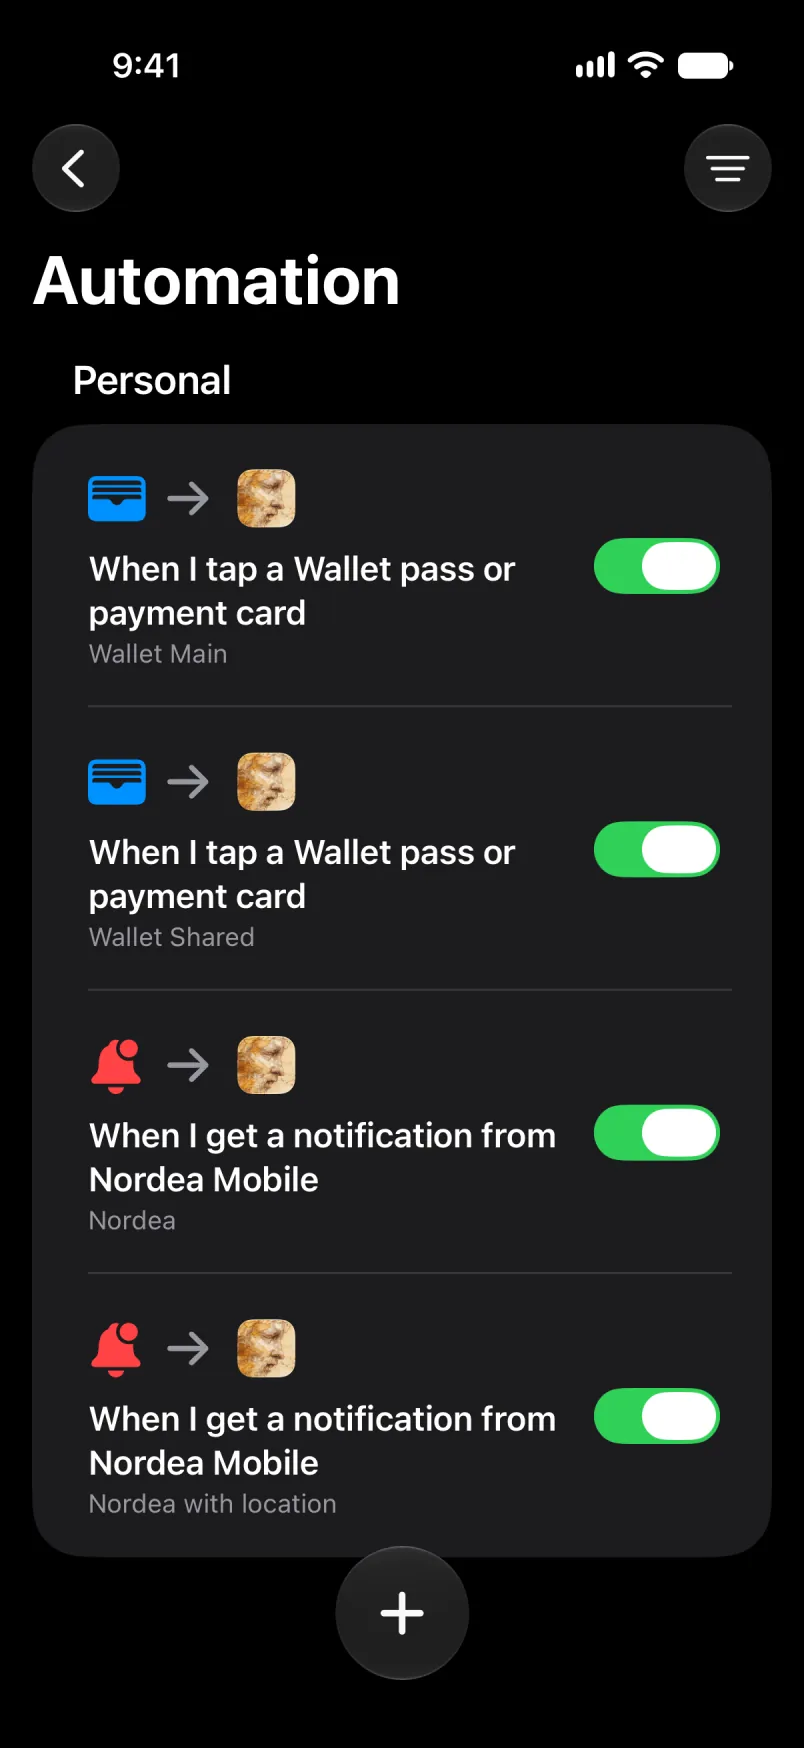 9:41
Automation
Personal
When I tap a Wallet pass or
payment card
Wallet Main
When I tap a Wallet pass or
payment card
Wallet Shared
When I get a notification from
Nordea Mobile
Nordea
When I get a notification from
Nordea Mobile
Nordea with location